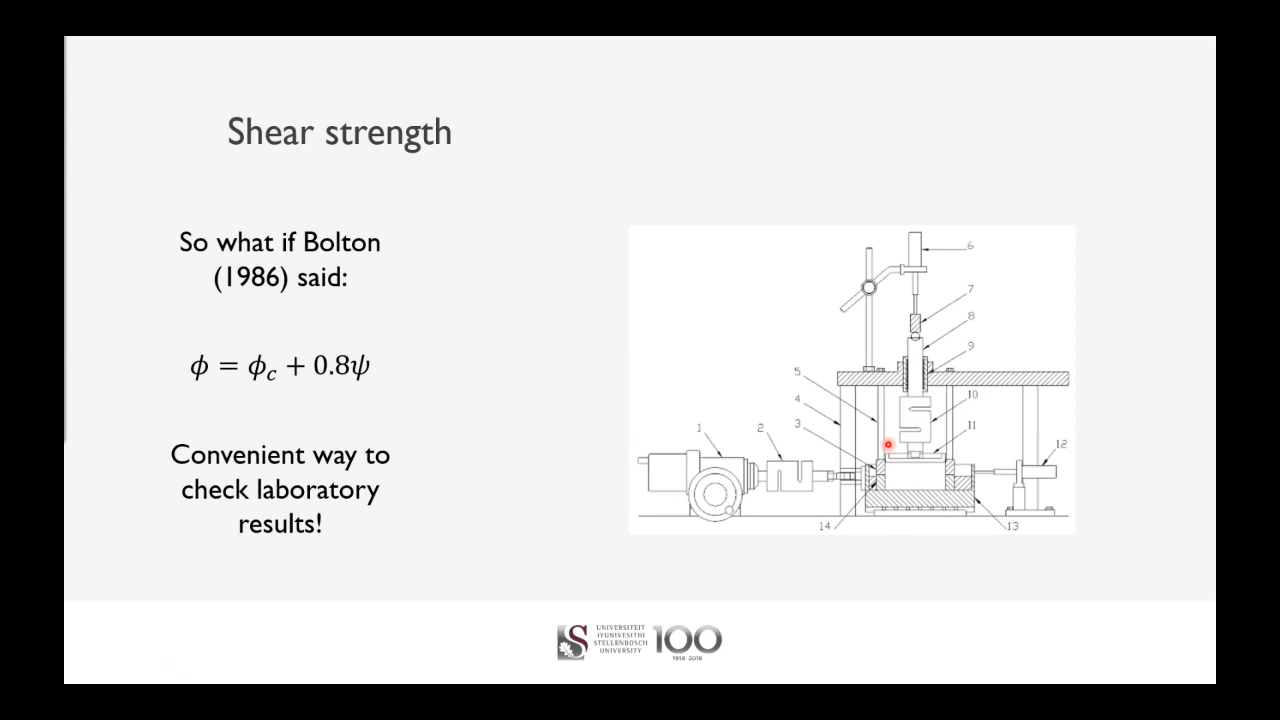 Shear strength
So what if Bolton
(1986) said:
ϕ = ϕ_c + 0.8ψ
Convenient way to
check laboratory
results!
6
7
8
9
5
4
10
3
11
1
2
12
14
13
S
UNIVERSITEIT
IYUNIVESITHI
STELLENBOSCH
UNIVERSITY
100
1918 2018